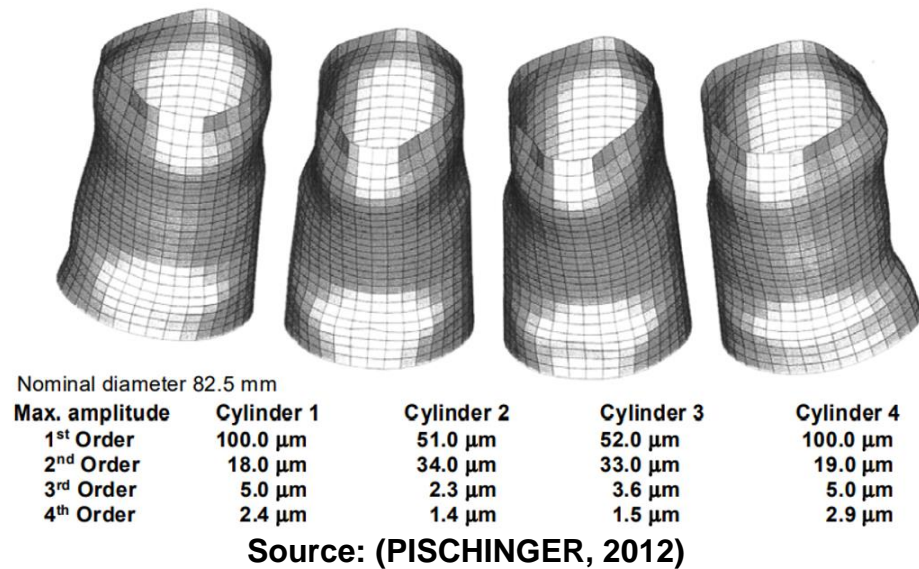 Nominal diameter 82.5 mm
Max. amplitude Cylinder 1 Cylinder 2 Cylinder 3 Cylinder 4
1st Order 100.0 µm 51.0 µm 52.0 µm 100.0 µm
2nd Order 18.0 µm 34.0 µm 33.0 µm 19.0 µm
3rd Order 5.0 µm 2.3 µm 3.6 µm 5.0 µm
4th Order 2.4 µm 1.4 µm 1.5 µm 2.9 µm
Source: (PISCHINGER, 2012)